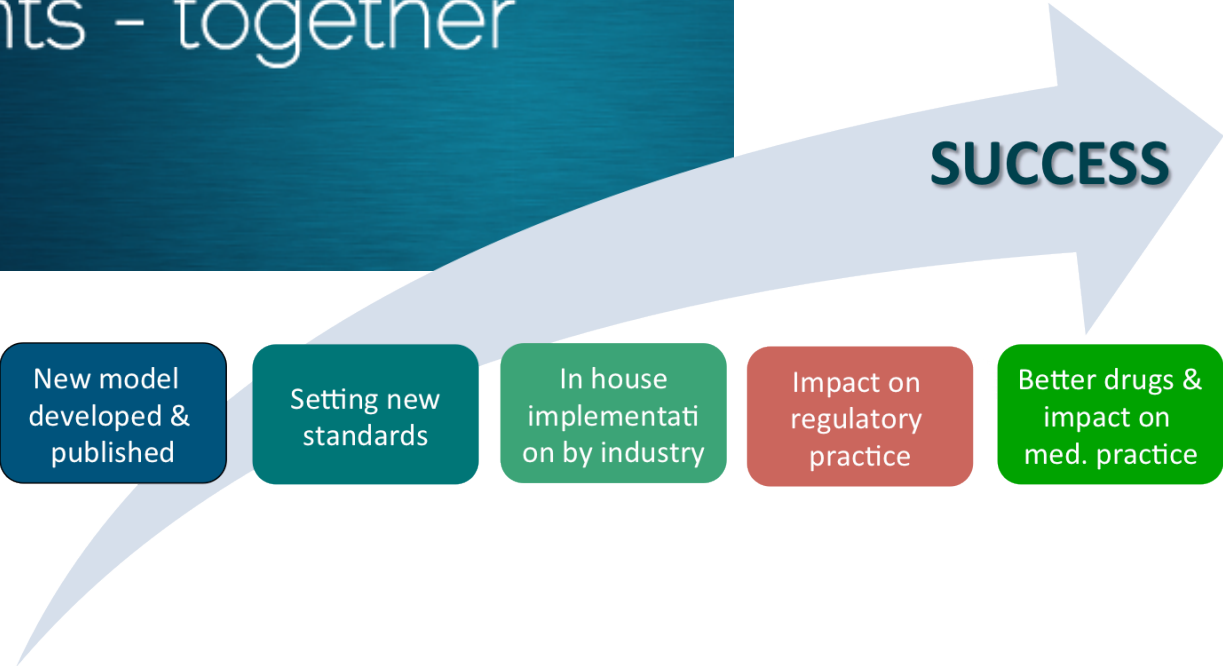 - together
SUCCESS
New model
developed &
published
Setting new
standards
In house
implementati
on by industry
Impact on
regulatory
practice
Better drugs &
impact on
med. practice